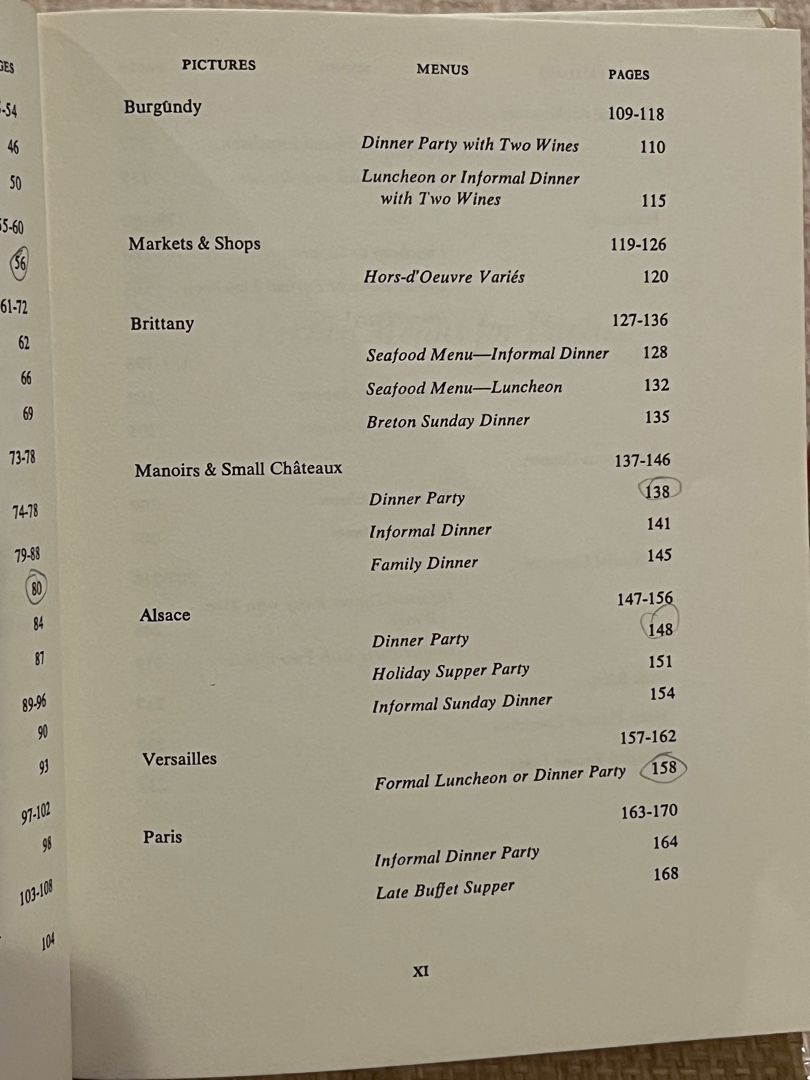 GES
-54
46
50
55-60
56
61-72
62
66
69
73-78
74-78
79-88
80
84
87
89-96
90
93
97-102
98
103-108
104
PICTURES MENUS PAGES
Burgundy 109-118
Dinner Party with Two Wines 110
Luncheon or Informal Dinner
with Two Wines 115
Markets & Shops 119-126
Hors-d'Oeuvre Variés 120
Brittany 127-136
Seafood Menu—Informal Dinner 128
Seafood Menu—Luncheon 132
Breton Sunday Dinner 135
Manoirs & Small Châteaux 137-146
Dinner Party 138
Informal Dinner 141
Family Dinner 145
Alsace 147-156
Dinner Party 148
Holiday Supper Party 151
Informal Sunday Dinner 154
Versailles 157-162
Formal Luncheon or Dinner Party 158
Paris 163-170
Informal Dinner Party 164
Late Buffet Supper 168
XI